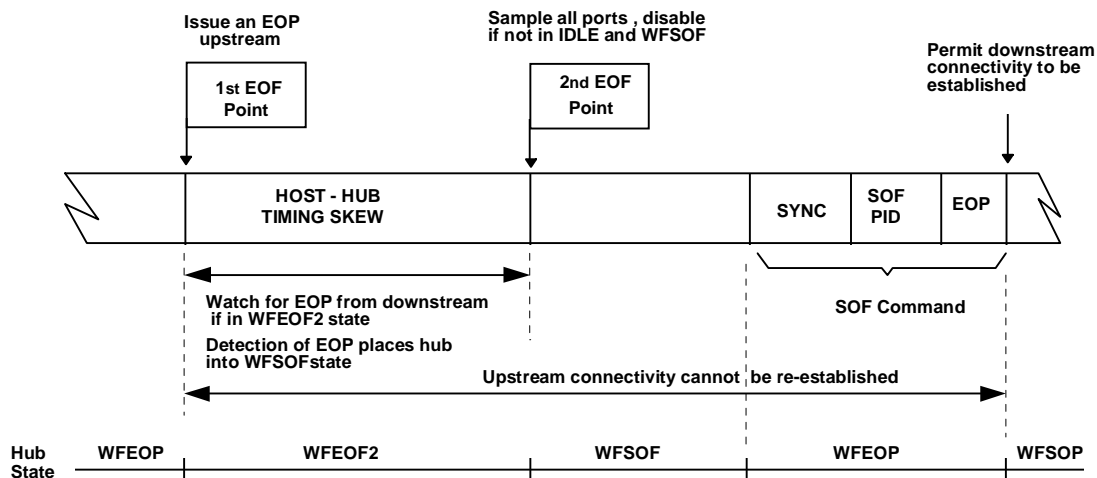 Issue an EOP
upstream
1st EOF
Point
Sample all ports , disable
if not in IDLE and WFSOF
2nd EOF
Point
Permit downstream
connectivity to be
established
HOST - HUB
TIMING SKEW
SYNC
SOF
PID
EOP
Watch for EOP from downstream
if in WFEOF2 state
Detection of EOP places hub
into WFSOFstate
SOF Command
Upstream connectivity cannot be re-established
Hub
State
WFEOP
WFEOF2
WFSOF
WFEOP
WFSOP